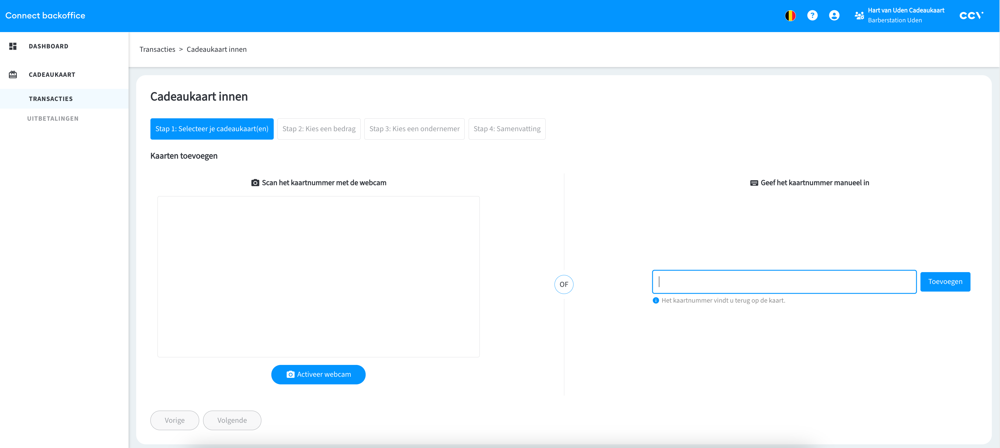 Connect backoffice
?
Hart van Uden Cadeaukaart
Barberstation Uden
CCV
DASHBOARD
CADEAUKAART
TRANSACTIES
UITBETALINGEN
Transacties > Cadeaukaart innen
Cadeaukaart innen
Stap 1: Selecteer je cadeaukaart(en)
Stap 2: Kies een bedrag
Stap 3: Kies een ondernemer
Stap 4: Samenvatting
Kaarten toevoegen
Scan het kaartnummer met de webcam
Activeer webcam
OF
Geef het kaartnummer manueel in
Toevoegen
Het kaartnummer vindt u terug op de kaart.
Vorige
Volgende